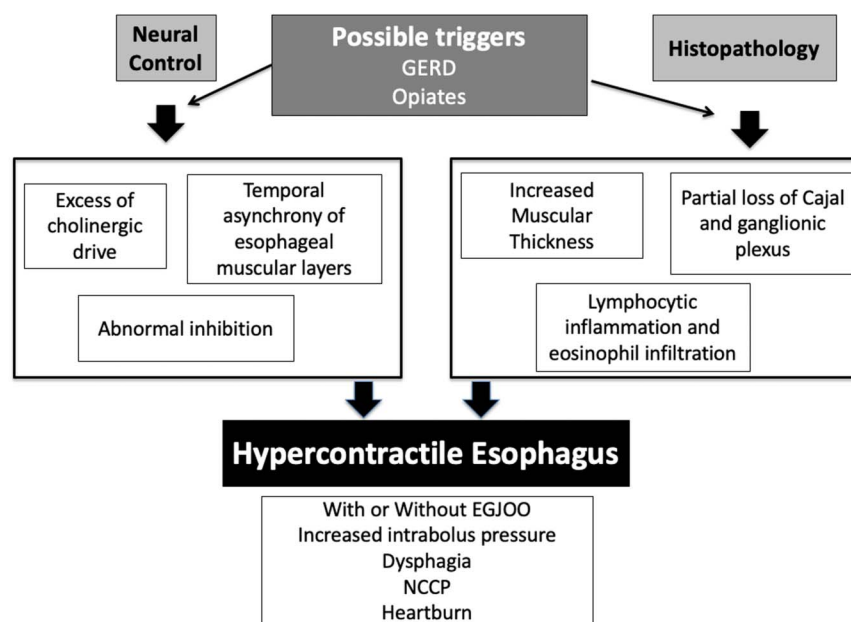 Neural
Control
Possible triggers
GERD
Opiates
Histopathology
Excess of
cholinergic
drive
Temporal
asynchrony of
esophageal
muscular layers
Abnormal inhibition
Increased
Muscular
Thickness
Partial loss of Cajal
and ganglionic
plexus
Lymphocytic
inflammation and
eosinophil infiltration
Hypercontractile Esophagus
With or Without EGJOO
Increased intrabolus pressure
Dysphagia
NCCP
Heartburn